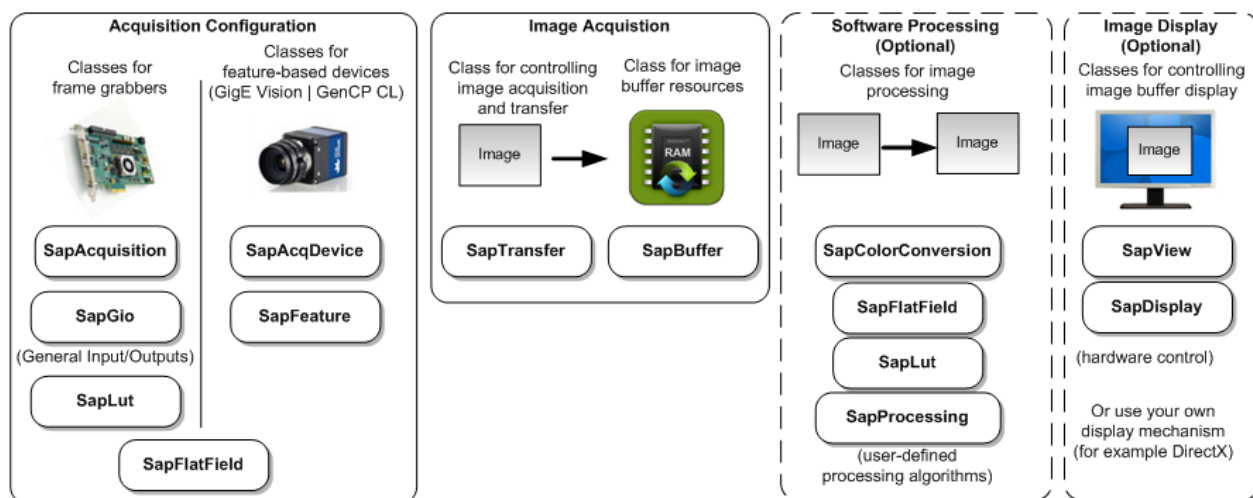 Acquisition Configuration
Classes for
frame grabbers
Classes for
feature-based devices
(GigE Vision | GenCP CL)
SapAcquisition
SapGio
(General Input/Outputs)
SapLut
SapAcqDevice
SapFeature
SapFlatField
Image Acquistion
Class for controlling
image acquisition
and transfer
Image
Class for image
buffer resources
RAM
SapTransfer
SapBuffer
Software Processing
(Optional)
Classes for image
processing
Image
Image
SapColorConversion
SapFlatField
SapLut
SapProcessing
(user-defined
processing algorithms)
Image Display
(Optional)
Classes for controlling
image buffer display
Image
SapView
SapDisplay
(hardware control)
Or use your own
display mechanism
(for example DirectX)